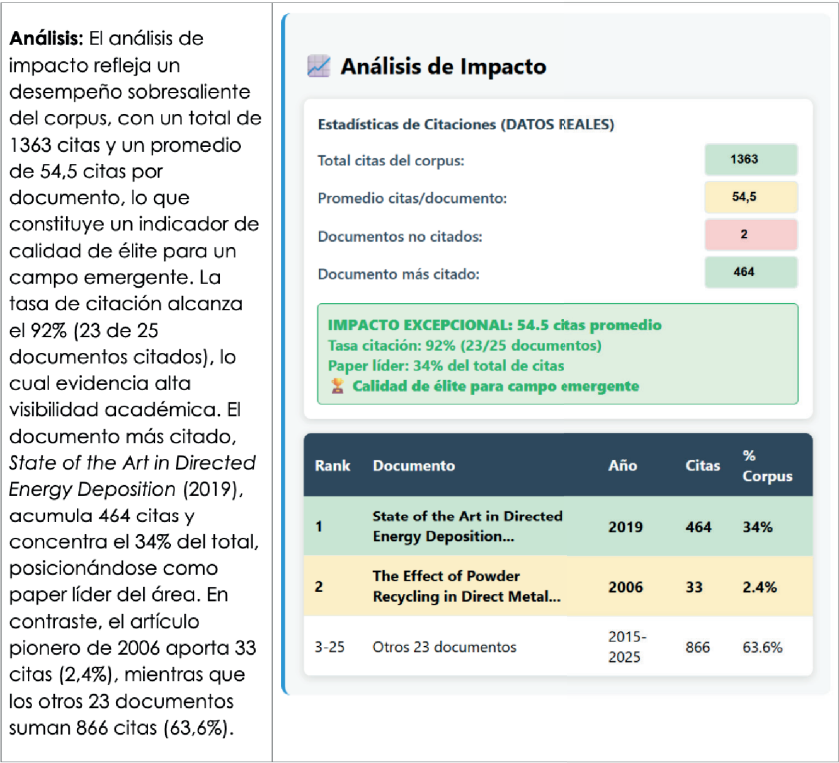 Análisis: El análisis de
impacto refleja un
desempeño sobresaliente
del corpus, con un total de
1363 citas y un promedio
de 54,5 citas por
documento, lo que
constituye un indicador de
calidad de élite para un
campo emergente. La
tasa de citación alcanza
el 92% (23 de 25
documentos citados), lo
cual evidencia alta
visibilidad académica. El
documento más citado,
State of the Art in Directed
Energy Deposition (2019),
acumula 464 citas y
concentra el 34% del total,
posicionándose como
paper líder del área. En
contraste, el artículo
pionero de 2006 aporta 33
citas (2,4%), mientras que
los otros 23 documentos
suman 866 citas (63,6%).
Análisis de Impacto
Estadísticas de Citaciones (DATOS REALES)
Total citas del corpus: 1363
Promedio citas/documento: 54,5
Documentos no citados: 2
Documento más citado: 464
IMPACTO EXCEPCIONAL: 54.5 citas promedio
Tasa citación: 92% (23/25 documentos)
Paper líder: 34% del total de citas
Calidad de élite para campo emergente
Rank Documento Año Citas % Corpus
1 State of the Art in Directed Energy Deposition... 2019 464 34%
2 The Effect of Powder Recycling in Direct Metal... 2006 33 2.4%
3-25 Otros 23 documentos 2015-2025 866 63.6%